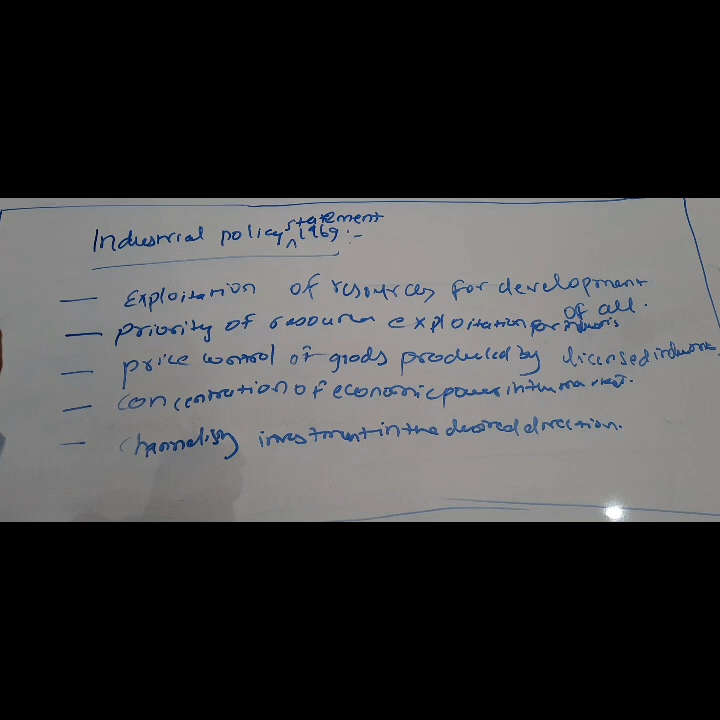 Industrial policy statement 1969 :-
— Exploitation of resources for development of all.
— Priority of resource exploitation for industries
— price control of goods produced by licensed industries
— concentration of economic power in the market.
— Channelising investment in the desired direction.